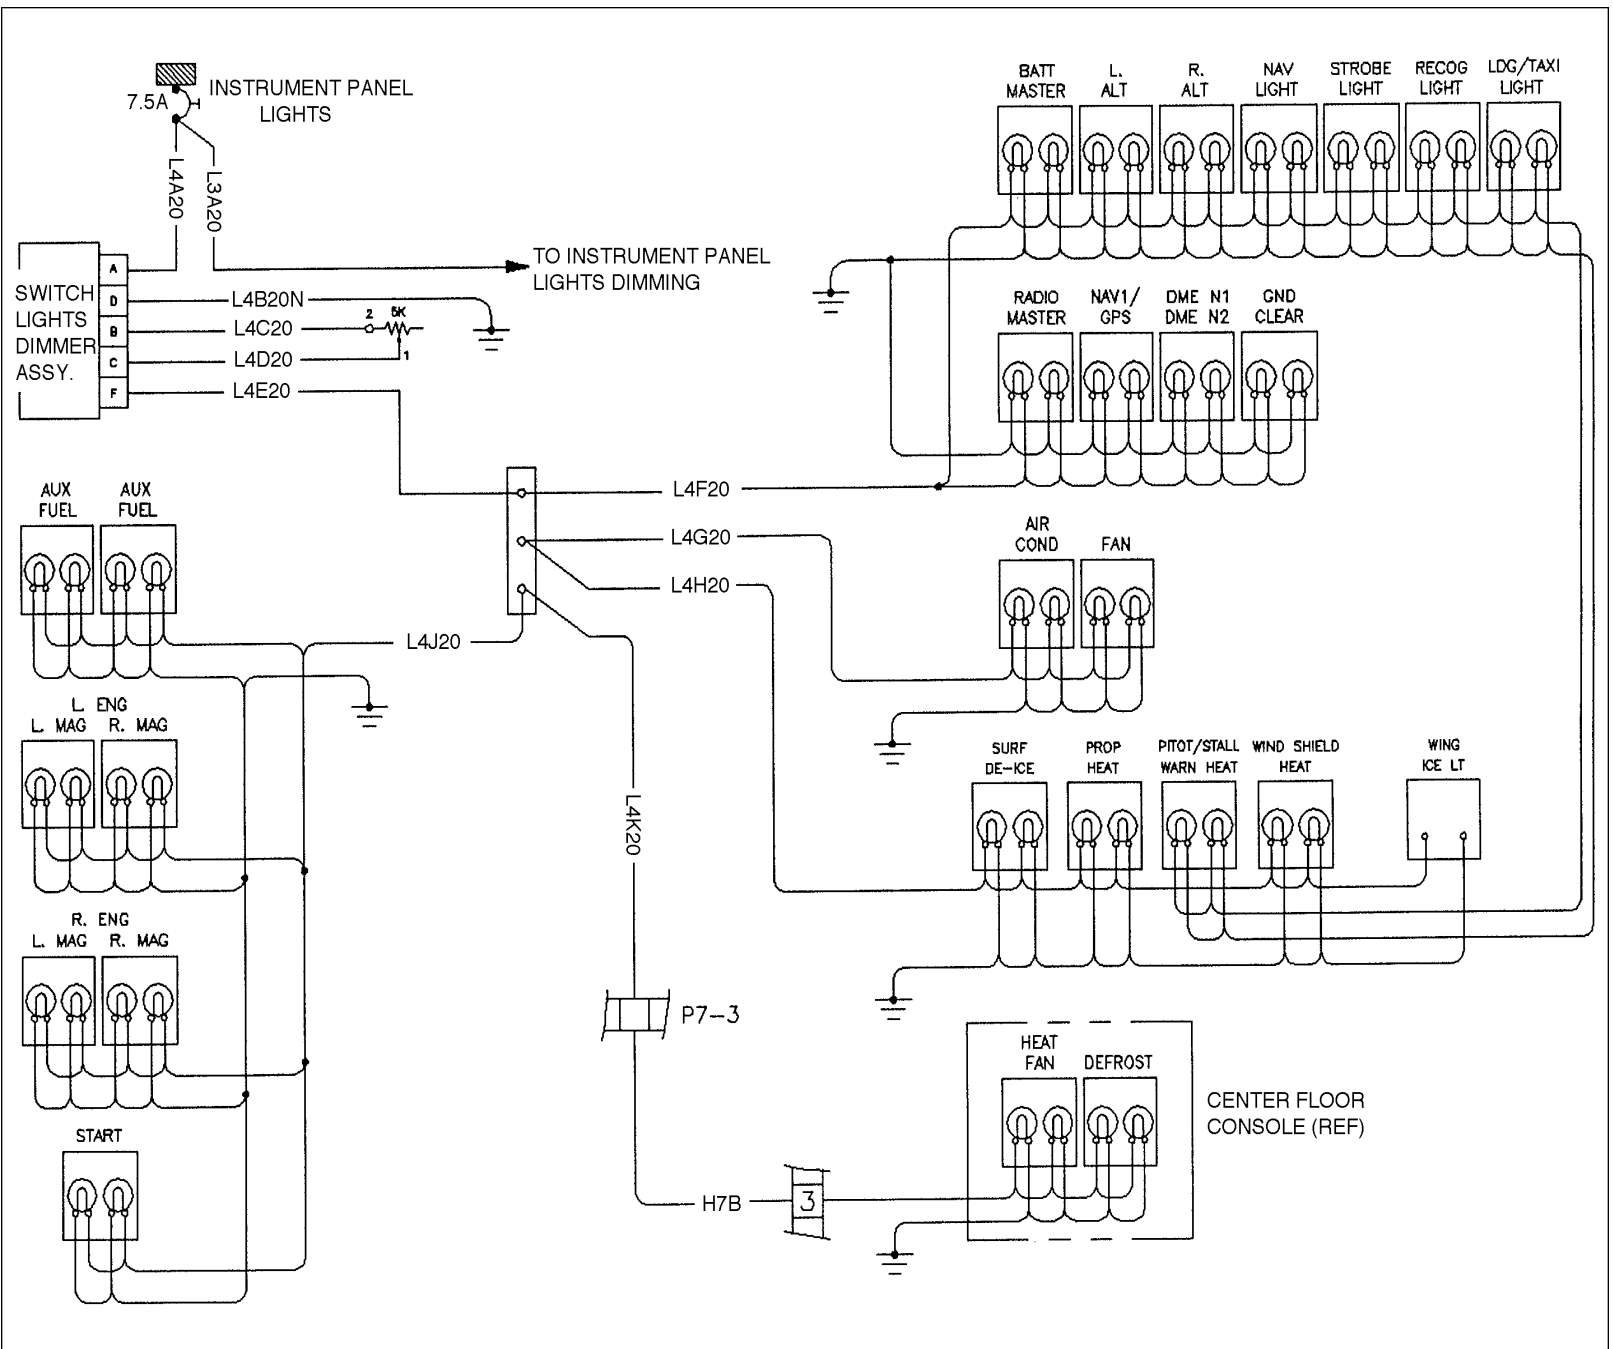 7.5A
INSTRUMENT PANEL
LIGHTS
L4A20
L3A20
TO INSTRUMENT PANEL
LIGHTS DIMMING
SWITCH
LIGHTS
DIMMER
ASSY.
A
D
B
C
F
L4B20N
L4C20
2
5K
L4D20
1
L4E20
BATT
MASTER
L.
ALT
R.
ALT
NAV
LIGHT
STROBE
LIGHT
RECOG
LIGHT
LDG/TAXI
LIGHT
RADIO
MASTER
NAV1/
GPS
DME N1
DME N2
GND
CLEAR
L4F20
L4G20
L4H20
L4J20
L4K20
AIR
COND
FAN
AUX
FUEL
AUX
FUEL
L. ENG
L. MAG
R. MAG
R. ENG
L. MAG
R. MAG
START
SURF
DE-ICE
PROP
HEAT
PITOT/STALL
WARN HEAT
WIND SHIELD
HEAT
WING
ICE LT
P7-3
H7B
3
HEAT
FAN
DEFROST
CENTER FLOOR
CONSOLE (REF)